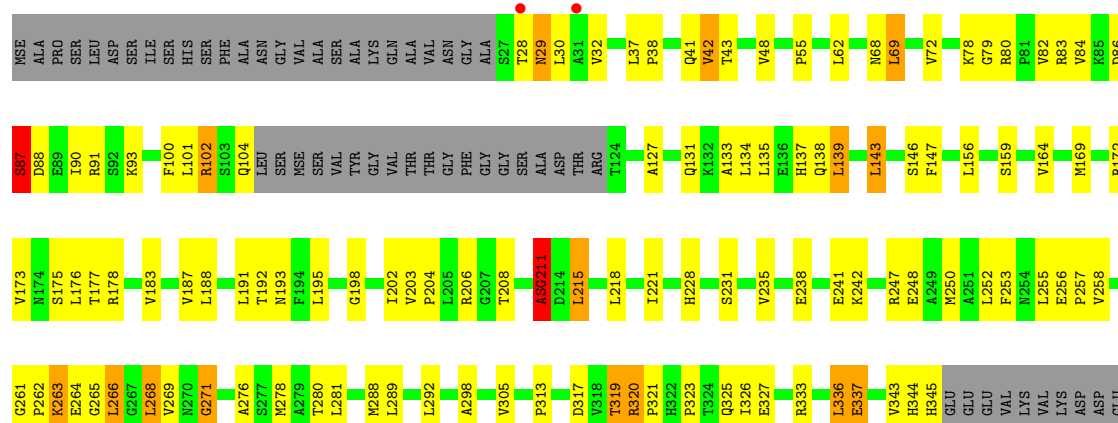 MSE ALA PRO SER LEU ASP SER ILE SER HIS SER PHE ALA ASN GLY VAL ALA SER ALA LYS GLN ALA VAL ASN GLY ALA S27 T28 N29 L30 A31 V32 L37 P38 Q41 V42 T43 V48 P55 L62 N68 L69 V72 K78 G79 R80 P81 V82 R83 V84 K85 D86
S87 D88 E89 I90 R91 S92 K93 F100 L101 R102 S103 Q104 LEU SER MSE SER VAL TYR GLY VAL THR THR GLY PHE GLY GLY SER ALA ASP THR ARG T124 A127 Q131 K132 A133 L134 L135 E136 H137 Q138 L139 L143 S146 F147 L156 S159 V164 M169
V173 N174 S175 L176 T177 R178 V183 V187 L188 L191 T192 N193 F194 L195 G198 I202 V203 P204 L205 R206 G207 T208 ASG211 D214 L215 L218 I221 H228 S231 V235 E238 E241 K242 R247 E248 A249 M250 A251 L252 F253 N254 L255 E256 P257 V258
G261 P262 K263 E264 G265 L266 G267 L268 V269 N270 G271 A276 S277 M278 A279 T280 L281 M288 L289 L292 A298 V305 P313 D317 V318 T319 R320 P321 H322 P323 T324 Q325 I326 E327 R333 L336 E337 V343 H344 H345 GLU GLU GLU VAL LYS VAL LYS ASP ASP